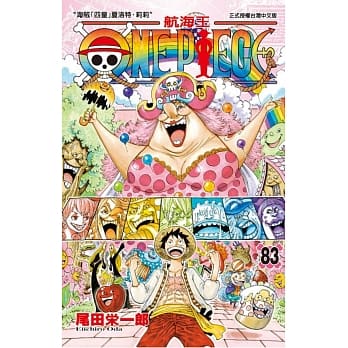 "海賊「四皇」夏洛特·莉莉"
航海王
正式授權台灣中文版
ONE PIECE
83
尾田栄一郎
Eiichiro Oda